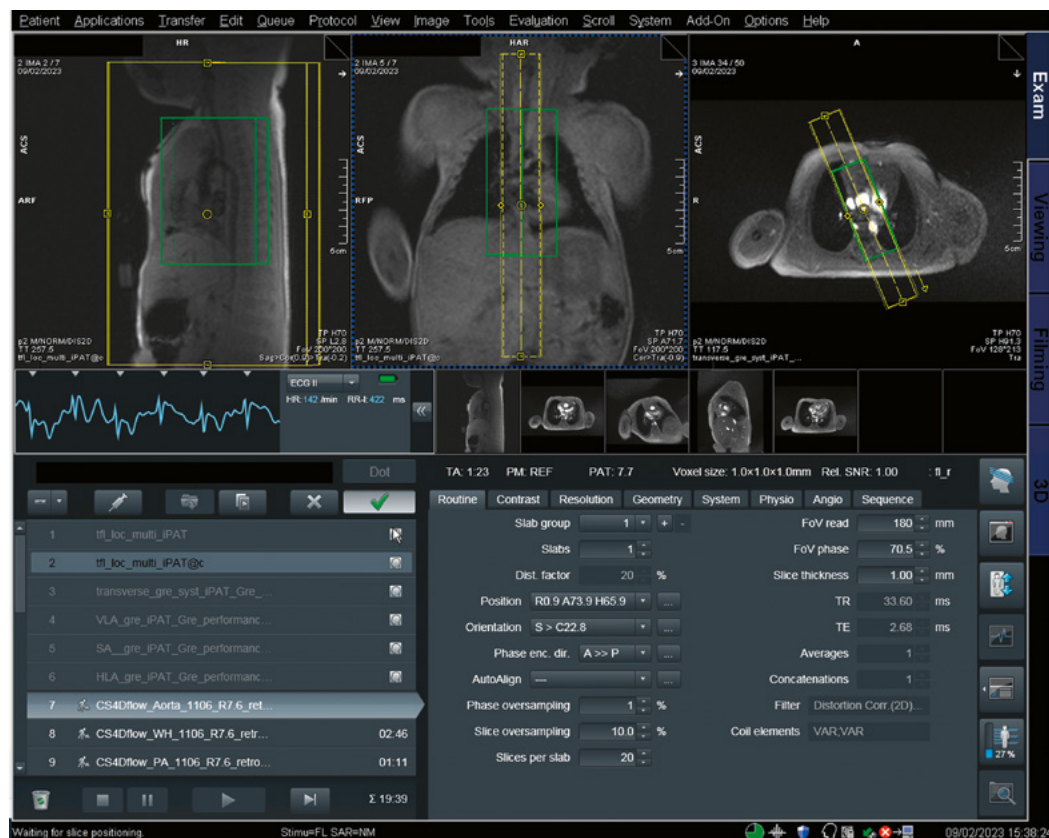 Patient Applications Transfer Edit Queue Protocol View Image Tools Evaluation Scroll System Add-On Options Help
HR
2 IMA 2 / 7
09/02/2023
ACS
ARF
5cm
p2 M/NORM/DIS2D
TT 257.5
tfl_loc_multi_iPAT@c
TP H70
SP L2.8
FoV 200*200
Sag>Cor(0.9)>Tra(-0.2)
HAR
2 IMA 5 / 7
09/02/2023
ACS
RFP
5cm
p2 M/NORM/DIS2D
TT 257.5
tfl_loc_multi_iPAT@c
TP H70
SP A71.7
FoV 200*200
Cor>Tra(-0.9)
A
3 IMA 34 / 50
09/02/2023
ACS
R
5cm
p2 M/NORM/DIS2D
TT 117.5
transverse_gre_syst_iPAT_...
TP H70
SP H91.3
FoV 128*213
Tra
Exam
Viewing
Filming
3D
ECG II
HR: 142 /min RR-I: 422 ms
Dot
TA: 1:23 PM: REF PAT: 7.7 Voxel size: 1.0×1.0×1.0mm Rel. SNR: 1.00 : fl_r
Routine Contrast Resolution Geometry System Physio Angio Sequence
1 tfl_loc_multi_iPAT
2 tfl_loc_multi_iPAT@c
3 transverse_gre_syst_iPAT_Gre_...
4 VLA_gre_iPAT_Gre_performanc...
5 SA__gre_iPAT_Gre_performanc...
6 HLA_gre_iPAT_Gre_performanc...
7 CS4Dflow_Aorta_1106_R7.6_ret...
8 CS4Dflow_WH_1106_R7.6_retr... 02:46
9 CS4Dflow_PA_1106_R7.6_retro... 01:11
Σ 19:39
Slab group 1 + -
Slabs 1
Dist. factor 20 %
Position R0.9 A73.9 H65.9 ...
Orientation S > C22.8 ...
Phase enc. dir. A >> P ...
AutoAlign --- ...
Phase oversampling 1 %
Slice oversampling 10.0 %
Slices per slab 20
FoV read 180 mm
FoV phase 70.5 %
Slice thickness 1.00 mm
TR 33.60 ms
TE 2.68 ms
Averages 1
Concatenations 1
Filter Distortion Corr.(2D)...
Coil elements VAR;VAR
27 %
Waiting for slice positioning. Stimu=FL SAR=NM 09/02/2023 15:38:2